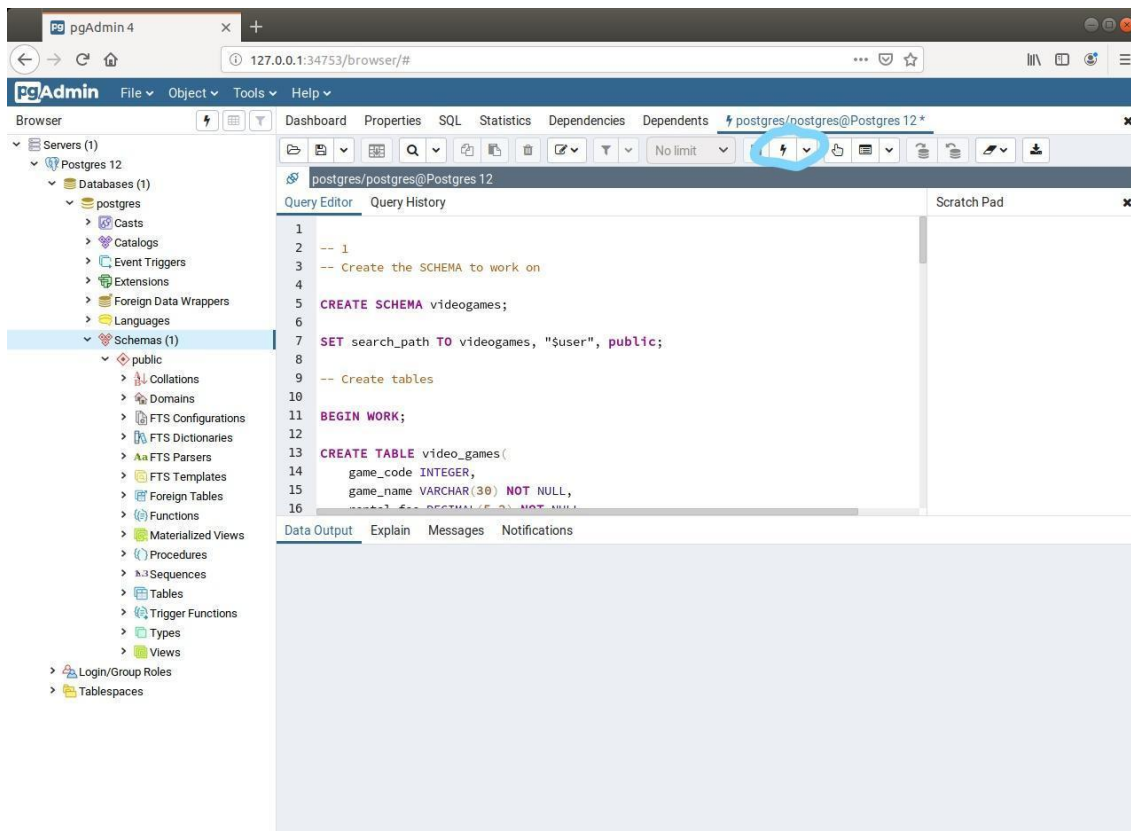 pgAdmin 4
127.0.0.1:34753/browser/#
pgAdmin File Object Tools Help
Browser
Dashboard Properties SQL Statistics Dependencies Dependents postgres/postgres@Postgres 12 *
Servers (1)
Postgres 12
Databases (1)
postgres
Casts
Catalogs
Event Triggers
Extensions
Foreign Data Wrappers
Languages
Schemas (1)
public
Collations
Domains
FTS Configurations
FTS Dictionaries
FTS Parsers
FTS Templates
Foreign Tables
Functions
Materialized Views
Procedures
Sequences
Tables
Trigger Functions
Types
Views
Login/Group Roles
Tablespaces
No limit
postgres/postgres@Postgres 12
Query Editor Query History
Scratch Pad
1
2 -- 1
3 -- Create the SCHEMA to work on
4
5 CREATE SCHEMA videogames;
6
7 SET search_path TO videogames, "$user", public;
8
9 -- Create tables
10
11 BEGIN WORK;
12
13 CREATE TABLE video_games(
14 game_code INTEGER,
15 game_name VARCHAR(30) NOT NULL,
16
Data Output Explain Messages Notifications